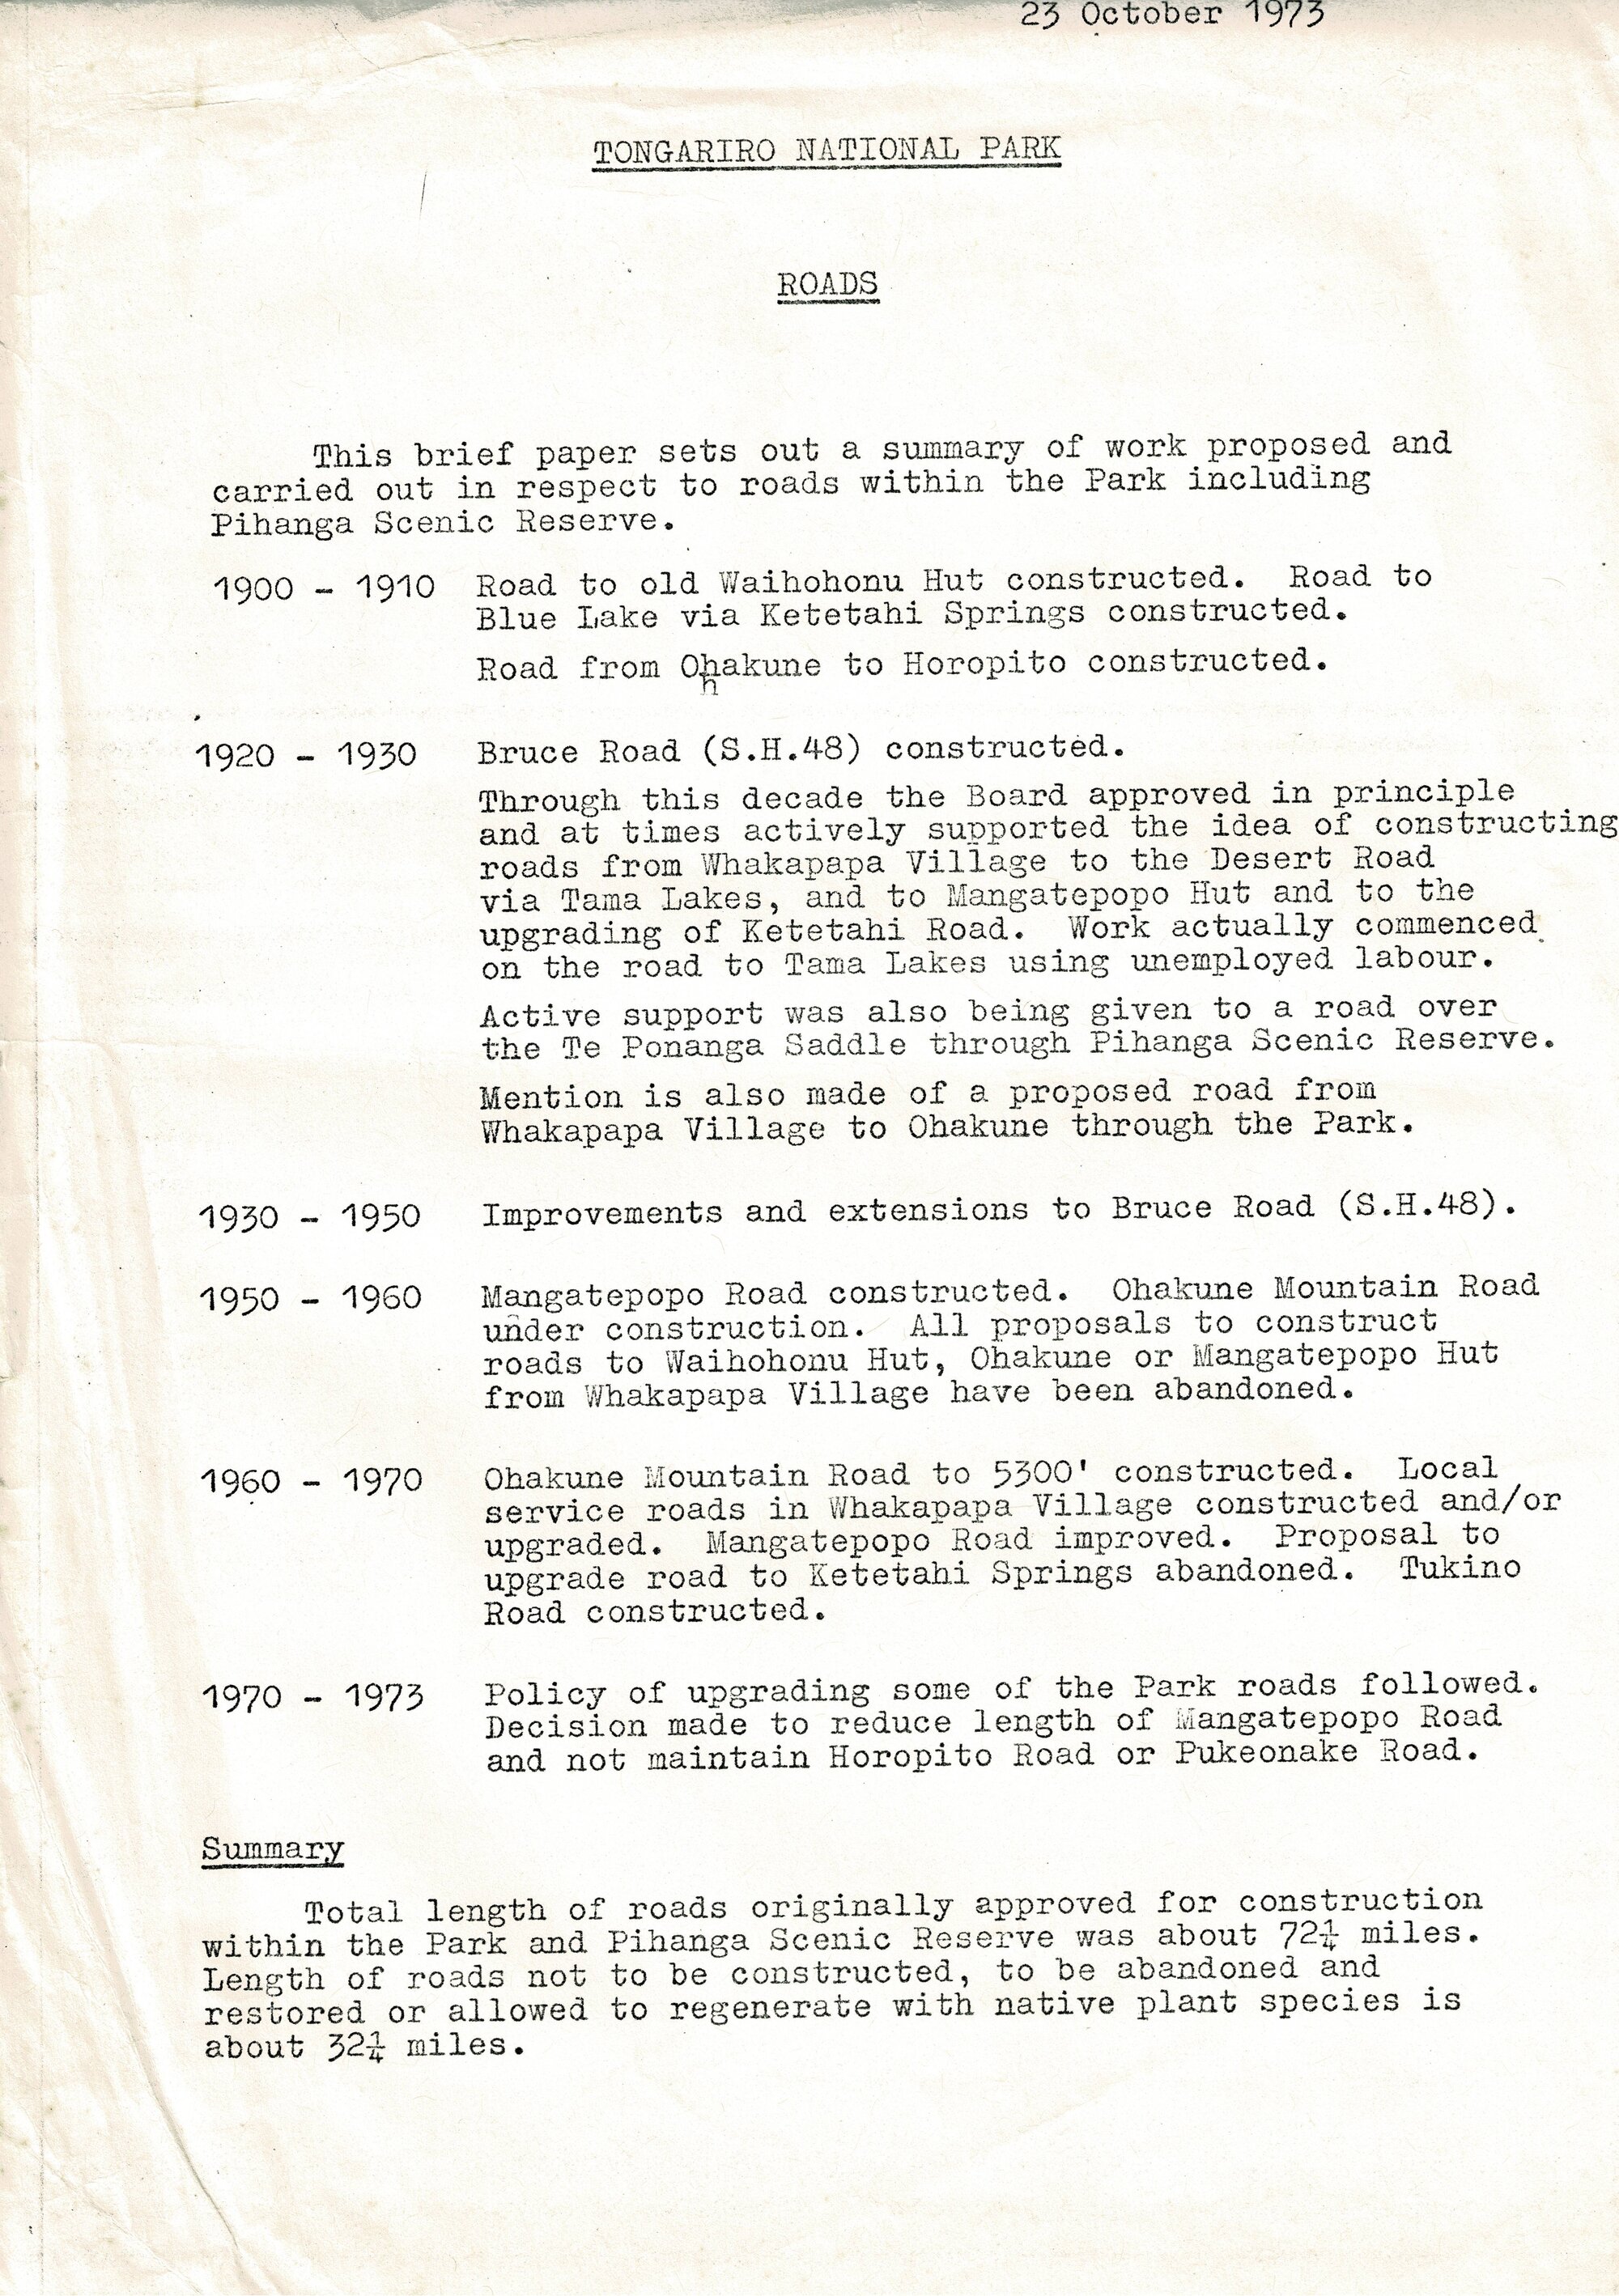 23 October 1973
TONGARIRO NATIONAL PARK
ROADS
This brief paper sets out a summary of work proposed and
carried out in respect to roads within the Park including
Pihanga Scenic Reserve.
1900 - 1910 Road to old Waihohonu Hut constructed. Road to
Blue Lake via Ketetahi Springs constructed.
Road from Ohakune to Horopito constructed.
h
1920 - 1930 Bruce Road (S.H.48) constructed.
Through this decade the Board approved in principle
and at times actively supported the idea of constructing
roads from Whakapapa Village to the Desert Road
via Tama Lakes, and to Mangatepopo Hut and to the
upgrading of Ketetahi Road. Work actually commenced
on the road to Tama Lakes using unemployed labour.
Active support was also being given to a road over
the Te Ponanga Saddle through Pihanga Scenic Reserve.
Mention is also made of a proposed road from
Whakapapa Village to Ohakune through the Park.
1930 - 1950 Improvements and extensions to Bruce Road (S.H.48).
1950 - 1960 Mangatepopo Road constructed. Ohakune Mountain Road
under construction. All proposals to construct
roads to Waihohonu Hut, Ohakune or Mangatepopo Hut
from Whakapapa Village have been abandoned.
1960 - 1970 Ohakune Mountain Road to 5300' constructed. Local
service roads in Whakapapa Village constructed and/or
upgraded. Mangatepopo Road improved. Proposal to
upgrade road to Ketetahi Springs abandoned. Tukino
Road constructed.
1970 - 1973 Policy of upgrading some of the Park roads followed.
Decision made to reduce length of Mangatepopo Road
and not maintain Horopito Road or Pukeonake Road.
Summary
Total length of roads originally approved for construction
within the Park and Pihanga Scenic Reserve was about 72¼ miles.
Length of roads not to be constructed, to be abandoned and
restored or allowed to regenerate with native plant species is
about 32¼ miles.